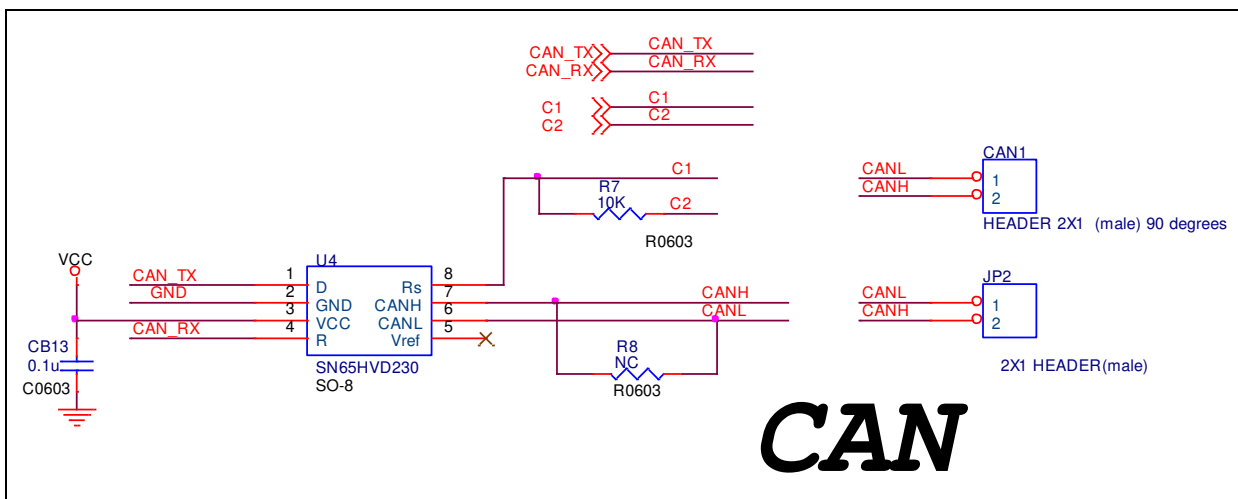 CAN_TX CAN_TX
CAN_RX CAN_RX
C1 C1
C2 C2
C1
R7
10K
C2
R0603
CAN1
CANL
1
CANH
2
HEADER 2X1 (male) 90 degrees
VCC
U4
CAN_TX 1 D Rs 8
GND 2 GND CANH 7 CANH
3 VCC CANL 6 CANL
CAN_RX 4 R Vref 5
SN65HVD230
SO-8
CB13
0.1u
C0603
R8
NC
R0603
JP2
CANL
1
CANH
2
2X1 HEADER(male)
CAN